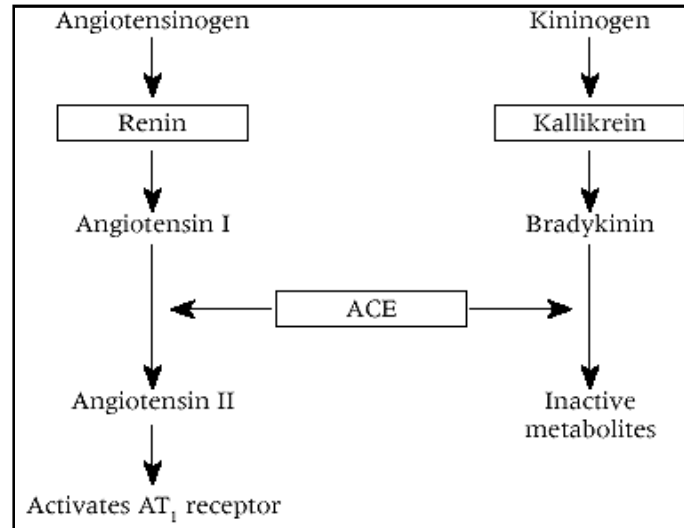 Angiotensinogen
Kininogen
Renin
Kallikrein
Angiotensin I
Bradykinin
ACE
Angiotensin II
Inactive
metabolites
Activates AT₁ receptor